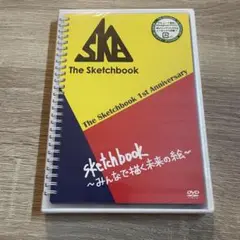 SKB
The Sketchbook
The Sketchbook 1st Anniversary
sketchbook
~みんなで描く未来の絵~
DVD